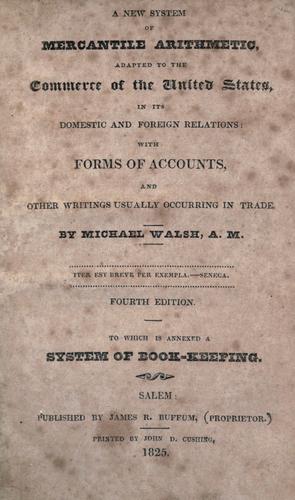 A NEW SYSTEM
OF
MERCANTILE ARITHMETIC,
ADAPTED TO THE
Commerce of the United States,
IN ITS
DOMESTIC AND FOREIGN RELATIONS:
WITH
FORMS OF ACCOUNTS,
AND
OTHER WRITINGS USUALLY OCCURRING IN TRADE.
BY MICHAEL WALSH, A. M.
ITER EST BREVE PER EXEMPLA.—SENECA.
FOURTH EDITION.
TO WHICH IS ANNEXED A
SYSTEM OF BOOK-KEEPING.
SALEM:
PUBLISHED BY JAMES R. BUFFUM, (PROPRIETOR.)
PRINTED BY JOHN D. CUSHING,
1825.